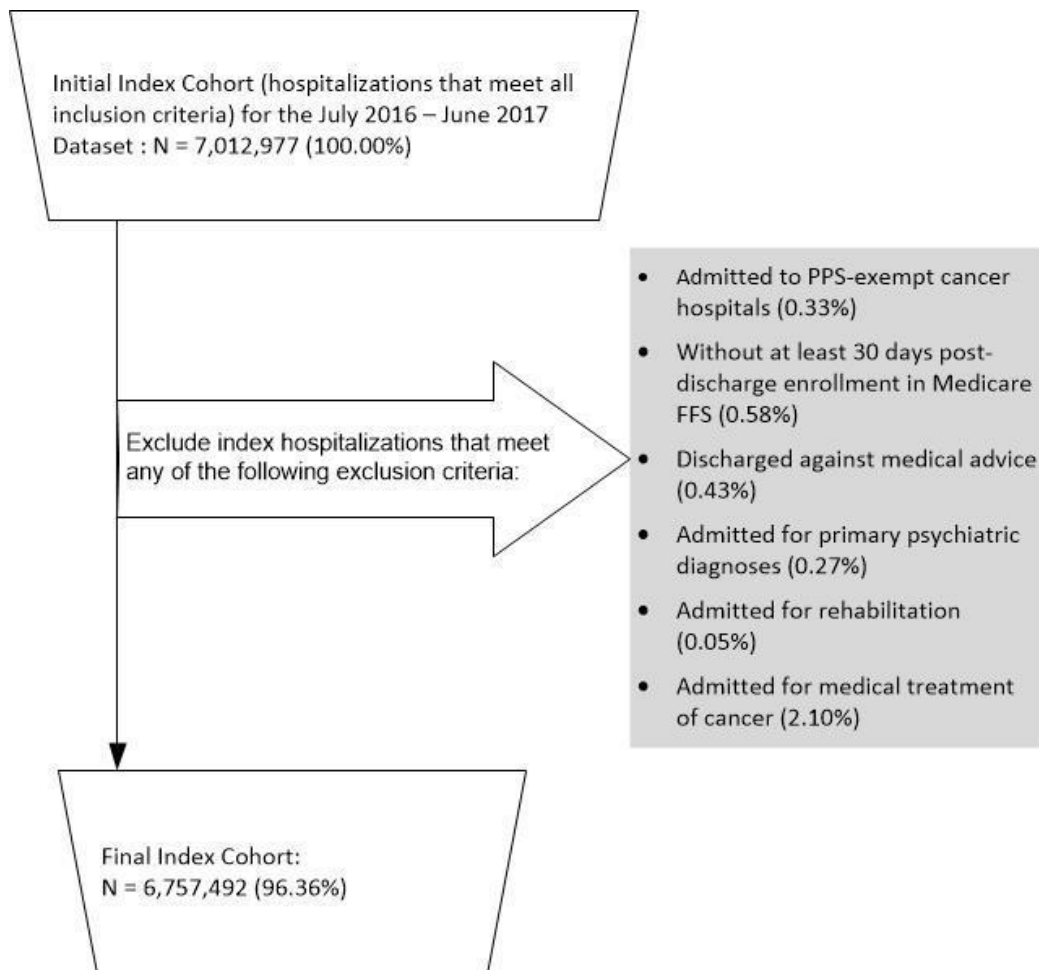 Initial Index Cohort (hospitalizations that meet all
inclusion criteria) for the July 2016 – June 2017
Dataset : N = 7,012,977 (100.00%)
• Admitted to PPS-exempt cancer
hospitals (0.33%)
• Without at least 30 days post-
discharge enrollment in Medicare
FFS (0.58%)
Exclude index hospitalizations that meet
any of the following exclusion criteria:
• Discharged against medical advice
(0.43%)
• Admitted for primary psychiatric
diagnoses (0.27%)
• Admitted for rehabilitation
(0.05%)
• Admitted for medical treatment
of cancer (2.10%)
Final Index Cohort:
N = 6,757,492 (96.36%)